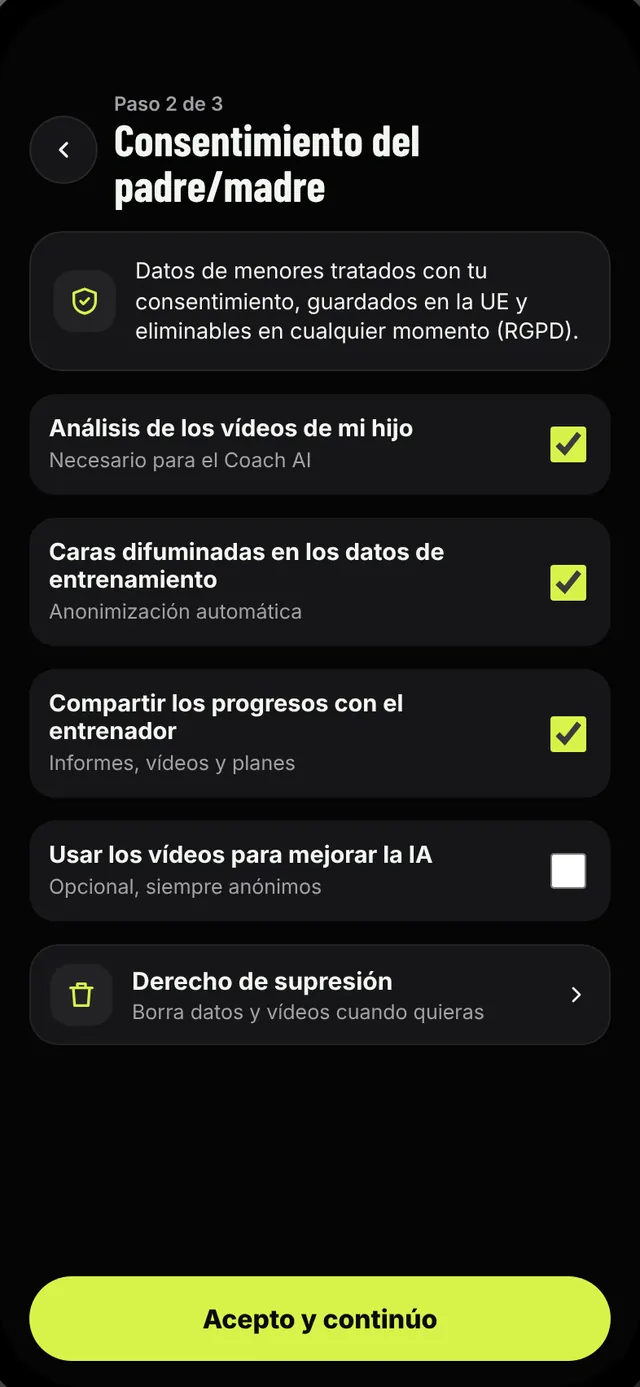 Paso 2 de 3
Consentimiento del
padre/madre
Datos de menores tratados con tu
consentimiento, guardados en la UE y
eliminables en cualquier momento (RGPD).
Análisis de los vídeos de mi hijo
Necesario para el Coach AI
Caras difuminadas en los datos de
entrenamiento
Anonimización automática
Compartir los progresos con el
entrenador
Informes, vídeos y planes
Usar los vídeos para mejorar la IA
Opcional, siempre anónimos
Derecho de supresión
Borra datos y vídeos cuando quieras
Acepto y continúo